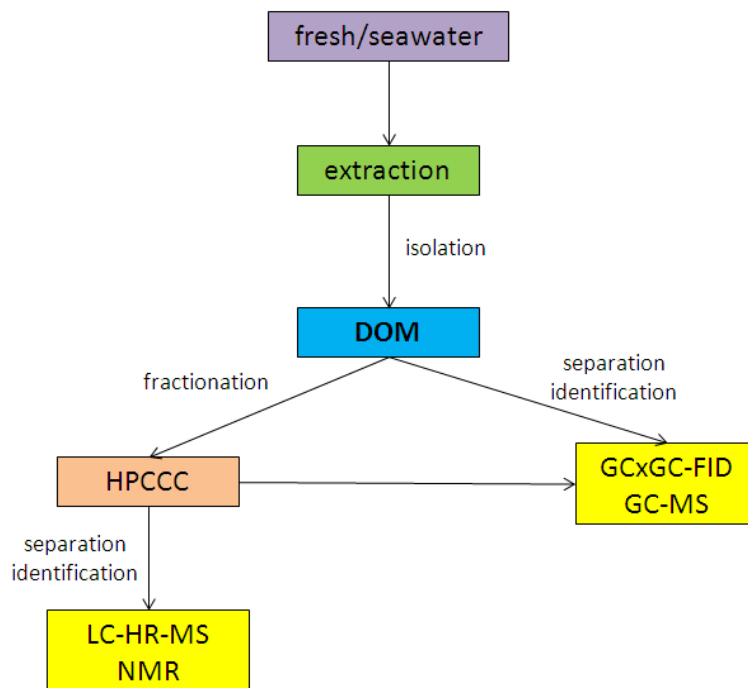 fresh/seawater
extraction
isolation
DOM
fractionation
separation
identification
HPCCC
GCxGC-FID
GC-MS
separation
identification
LC-HR-MS
NMR